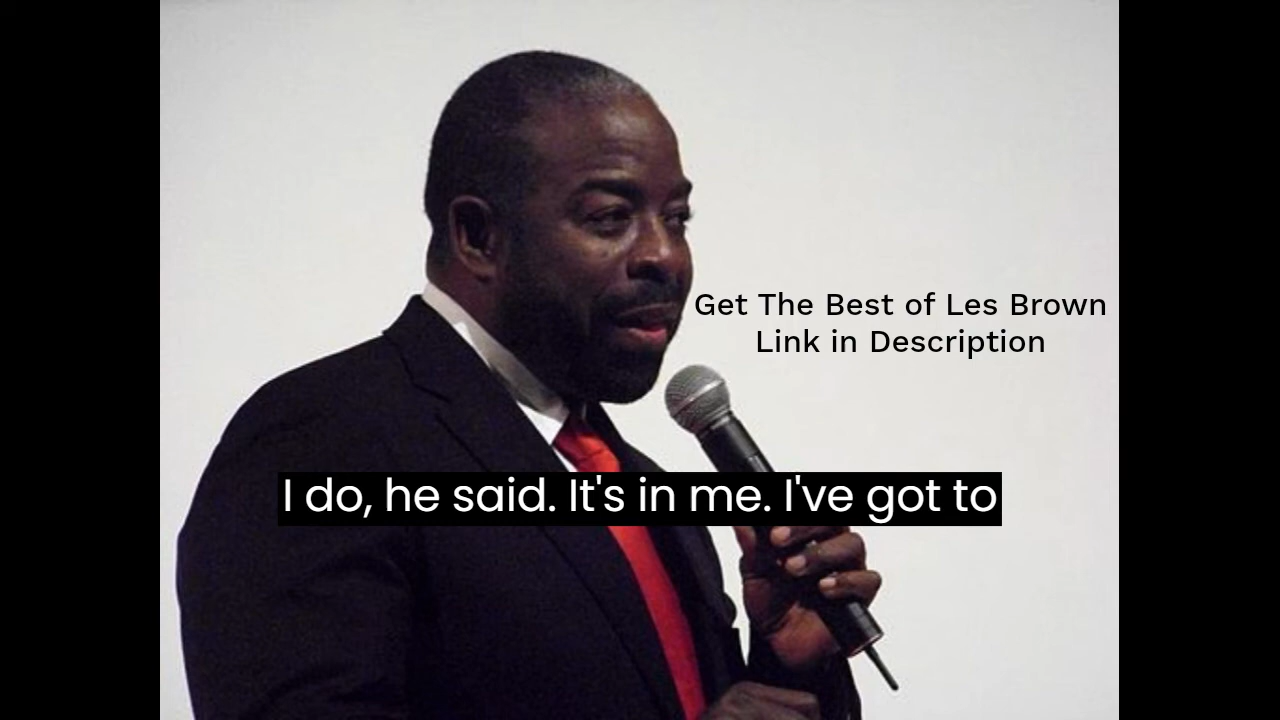 Get The Best of Les Brown
Link in Description
I do, he said. It's in me. I've got to